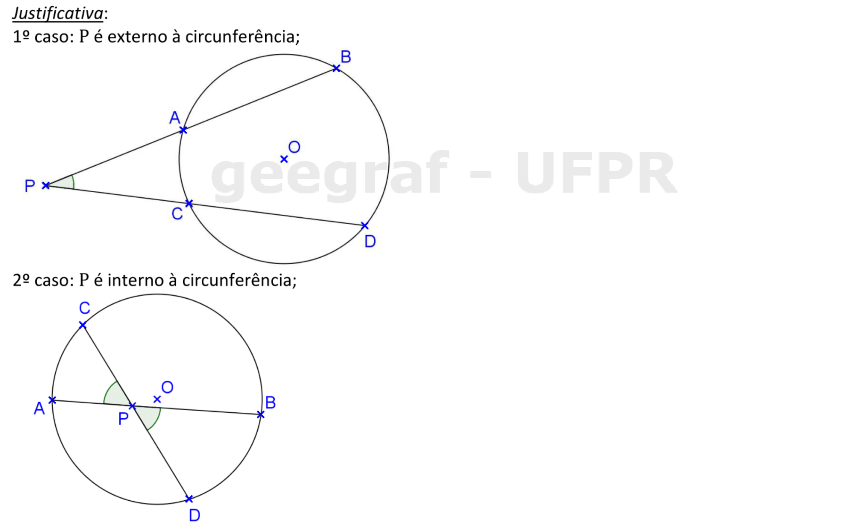 Justificativa:
1º caso: P é externo à circunferência;
B
A
O
geegraf - UFPR
P
C
D
2º caso: P é interno à circunferência;
C
O
A
B
P
D